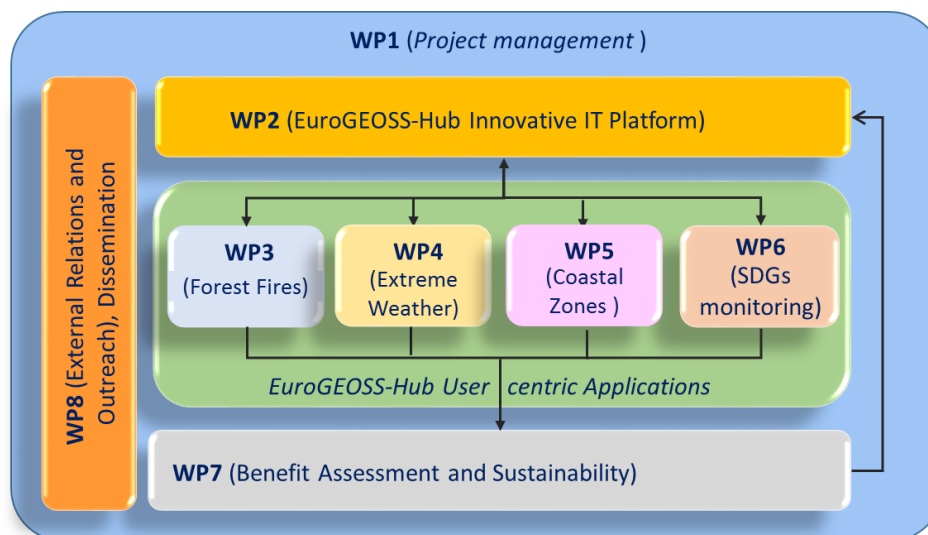 WP1 (Project management )
WP8 (External Relations and
Outreach), Dissemination
WP2 (EuroGEOSS-Hub Innovative IT Platform)
WP3
(Forest Fires)
WP4
(Extreme
Weather)
WP5
(Coastal
Zones )
WP6
(SDGs
monitoring)
EuroGEOSS-Hub User centric Applications
WP7 (Benefit Assessment and Sustainability)